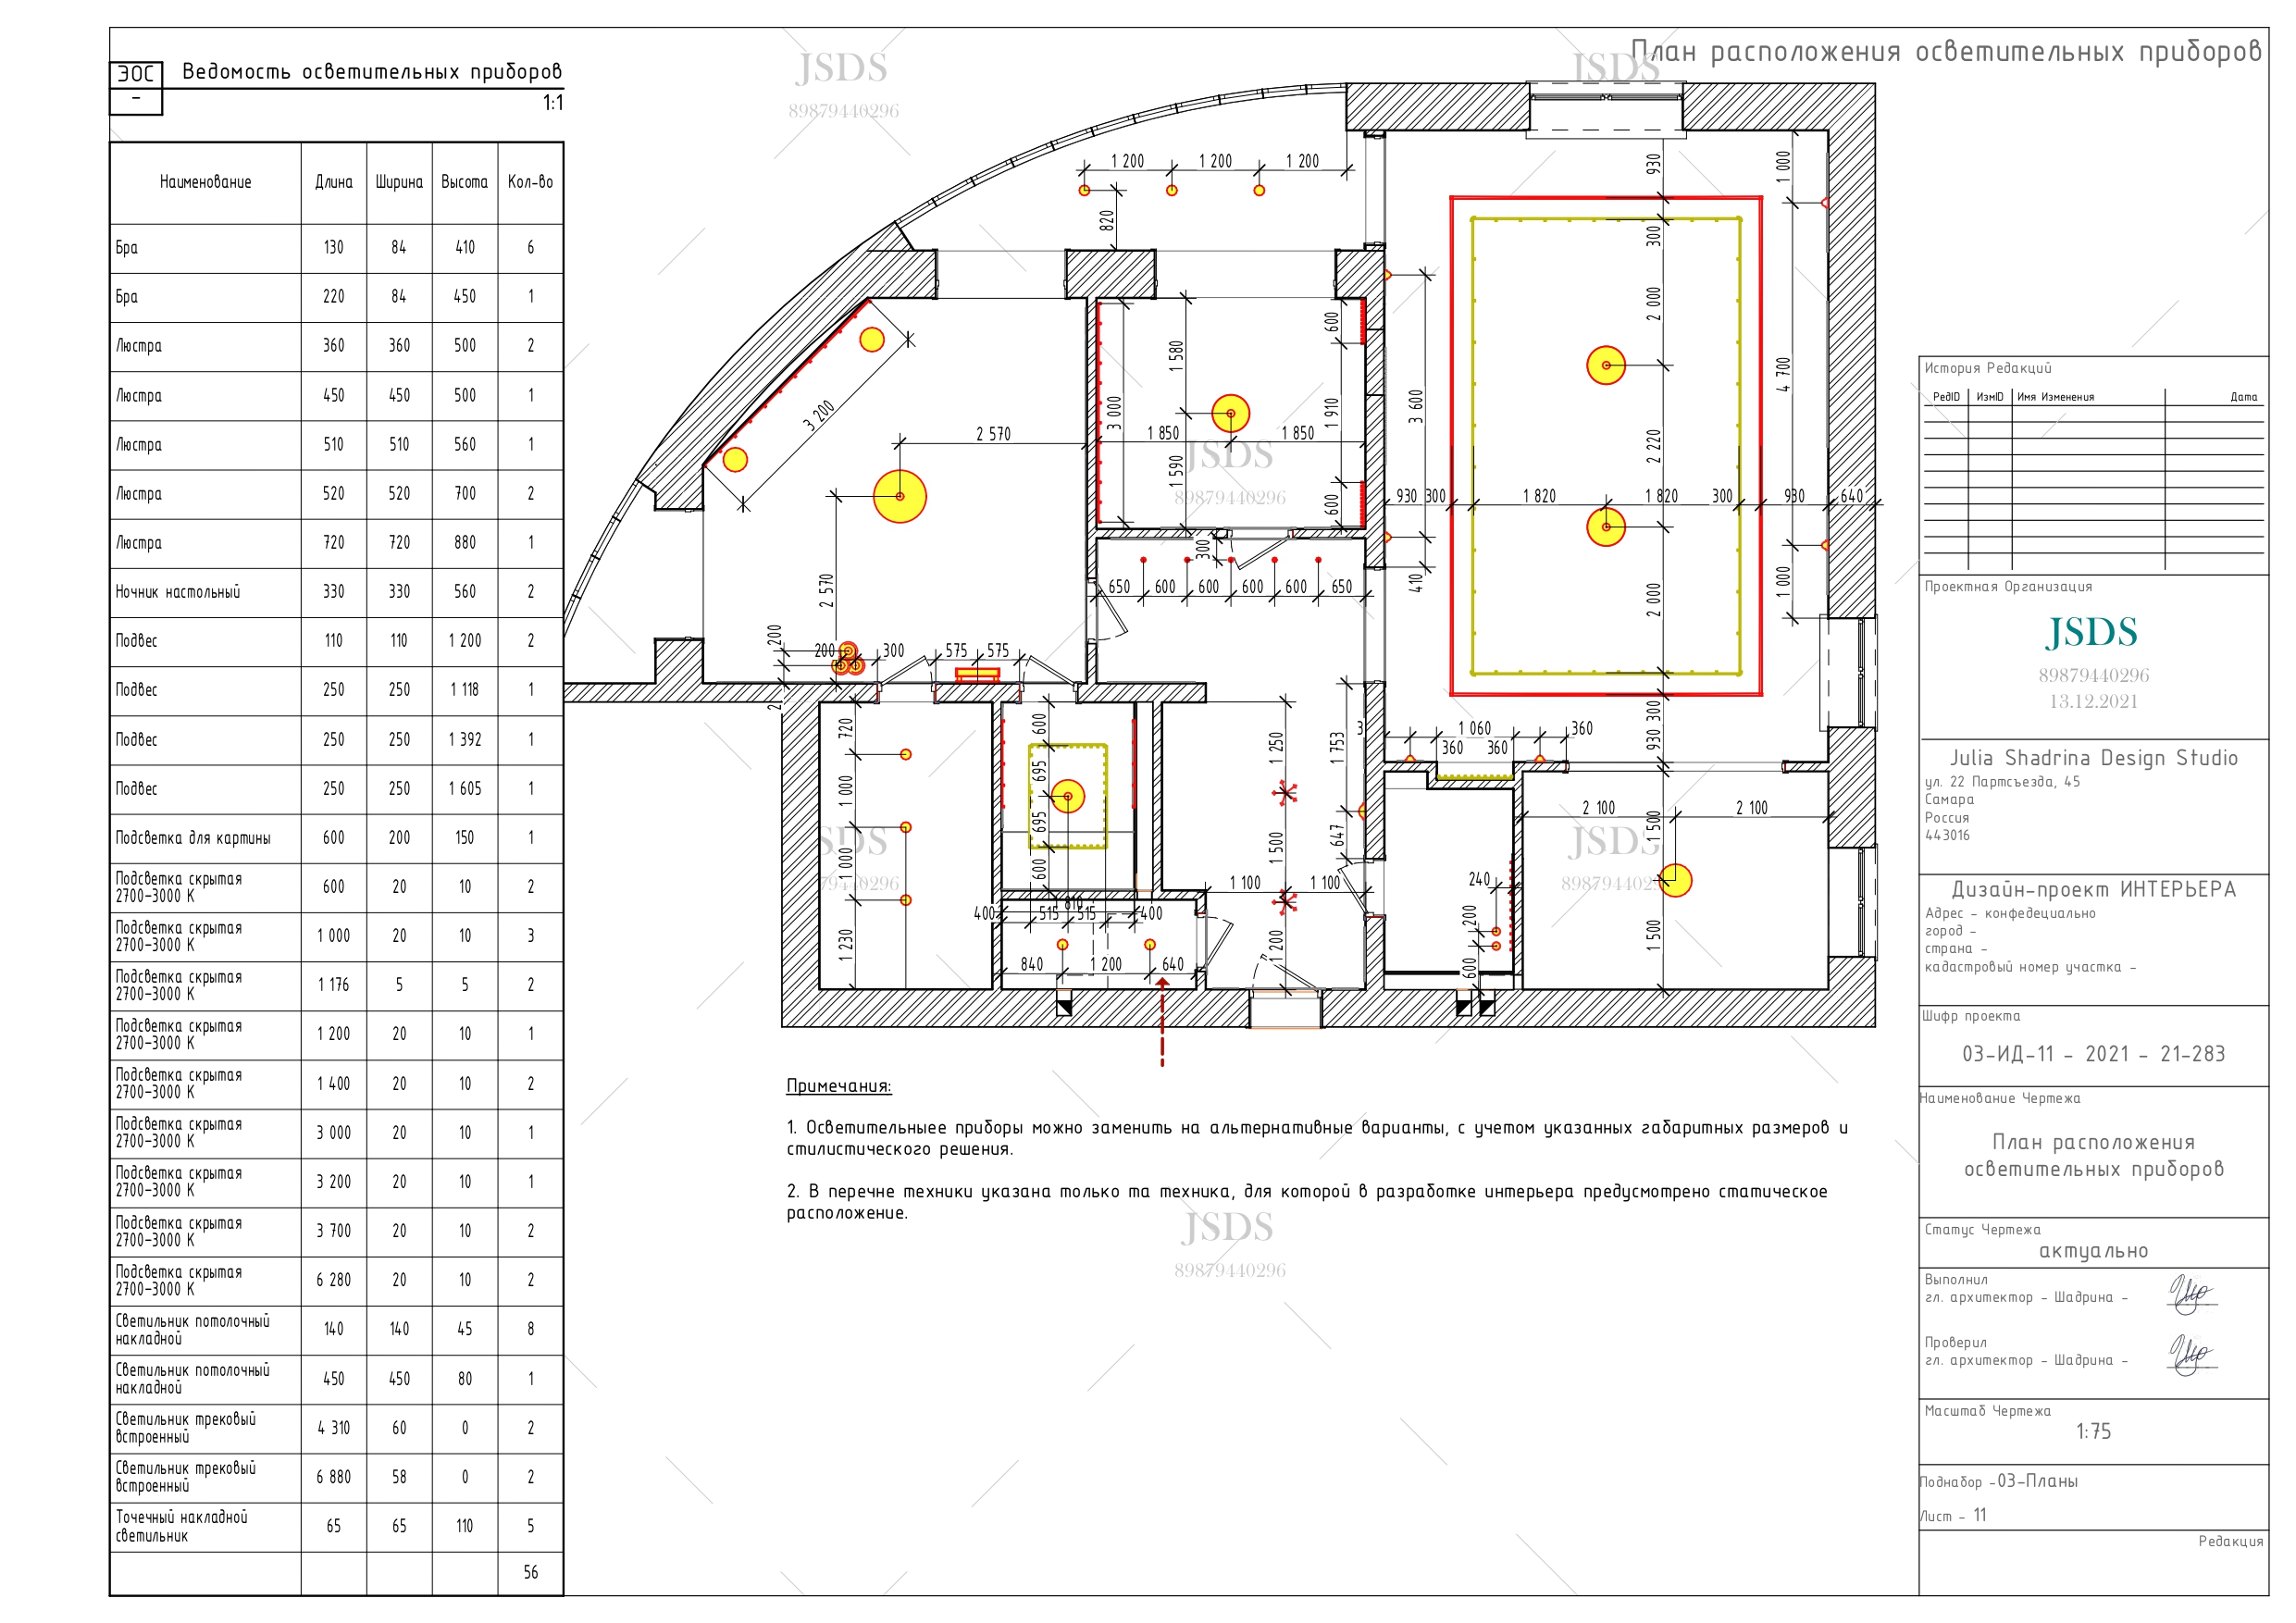 План расположения осветительных приборов
ЭОС
-
Ведомость осветительных приборов
1:1
Наименование Длина Ширина Высота Кол-во
Бра 130 84 410 6
Бра 220 84 450 1
Люстра 360 360 500 2
Люстра 450 450 500 1
Люстра 510 510 560 1
Люстра 520 520 700 2
Люстра 720 720 880 1
Ночник настольный 330 330 560 2
Подвес 110 110 1 200 2
Подвес 250 250 1 118 1
Подвес 250 250 1 392 1
Подвес 250 250 1 605 1
Подсветка для картины 600 200 150 1
Подсветка скрытая
2700-3000 К 600 20 10 2
Подсветка скрытая
2700-3000 К 1 000 20 10 3
Подсветка скрытая
2700-3000 К 1 176 5 5 2
Подсветка скрытая
2700-3000 К 1 200 20 10 1
Подсветка скрытая
2700-3000 К 1 400 20 10 2
Подсветка скрытая
2700-3000 К 3 000 20 10 1
Подсветка скрытая
2700-3000 К 3 200 20 10 1
Подсветка скрытая
2700-3000 К 3 700 20 10 2
Подсветка скрытая
2700-3000 К 6 280 20 10 2
Светильник потолочный
накладной 140 140 45 8
Светильник потолочный
накладной 450 450 80 1
Светильник трековый
встроенный 4 310 60 0 2
Светильник трековый
встроенный 6 880 58 0 2
Точечный накладной
светильник 65 65 110 5
56
JSDS
89879440296
JSDS
1 200 1 200 1 200
820
930
1 000
300
2 000
3 200
2 570
3 000
1 580
600
1 850 1 850
1 910
1 590
600
JSDS
89879440296
3 600
410
4 700
2 220
930 300 1 820 1 820 300 930 640
2 000
1 000
2 570
300
650 600 600 600 600 650
200
200 300 575 575
300
930
1 060
360 360 360
720
1 000
1 000
1 230
600
695
695
600
1 250
1 500
1 200
1 753
647
1 100 1 100
400 515 515 400
1 810
840 1 200 640
240
200
600
2 100 2 100
1 500
1 500
JSDS
JSDS
Примечания:
1. Осветительныее приборы можно заменить на альтернативные варианты, с учетом указанных габаритных размеров и
стилистического решения.
2. В перечне техники указана только та техника, для которой в разработке интерьера предусмотрено статическое
расположение.
JSDS
89879440296
История Редакций
РедID ИзмID Имя Изменения Дата
Проектная Организация
JSDS
89879440296
13.12.2021
Julia Shadrina Design Studio
ул. 22 Партсъезда, 45
Самара
Россия
443016
Дизайн-проект ИНТЕРЬЕРА
Адрес - конфедециально
город -
страна -
кадастровый номер участка -
Шифр проекта
03-ИД-11 - 2021 - 21-283
Наименование Чертежа
План расположения
осветительных приборов
Статус Чертежа
актуально
Выполнил
гл. архитектор - Шадрина -
Проверил
гл. архитектор - Шадрина -
Масштаб Чертежа
1:75
Поднабор -03-Планы
Лист - 11
Редакция